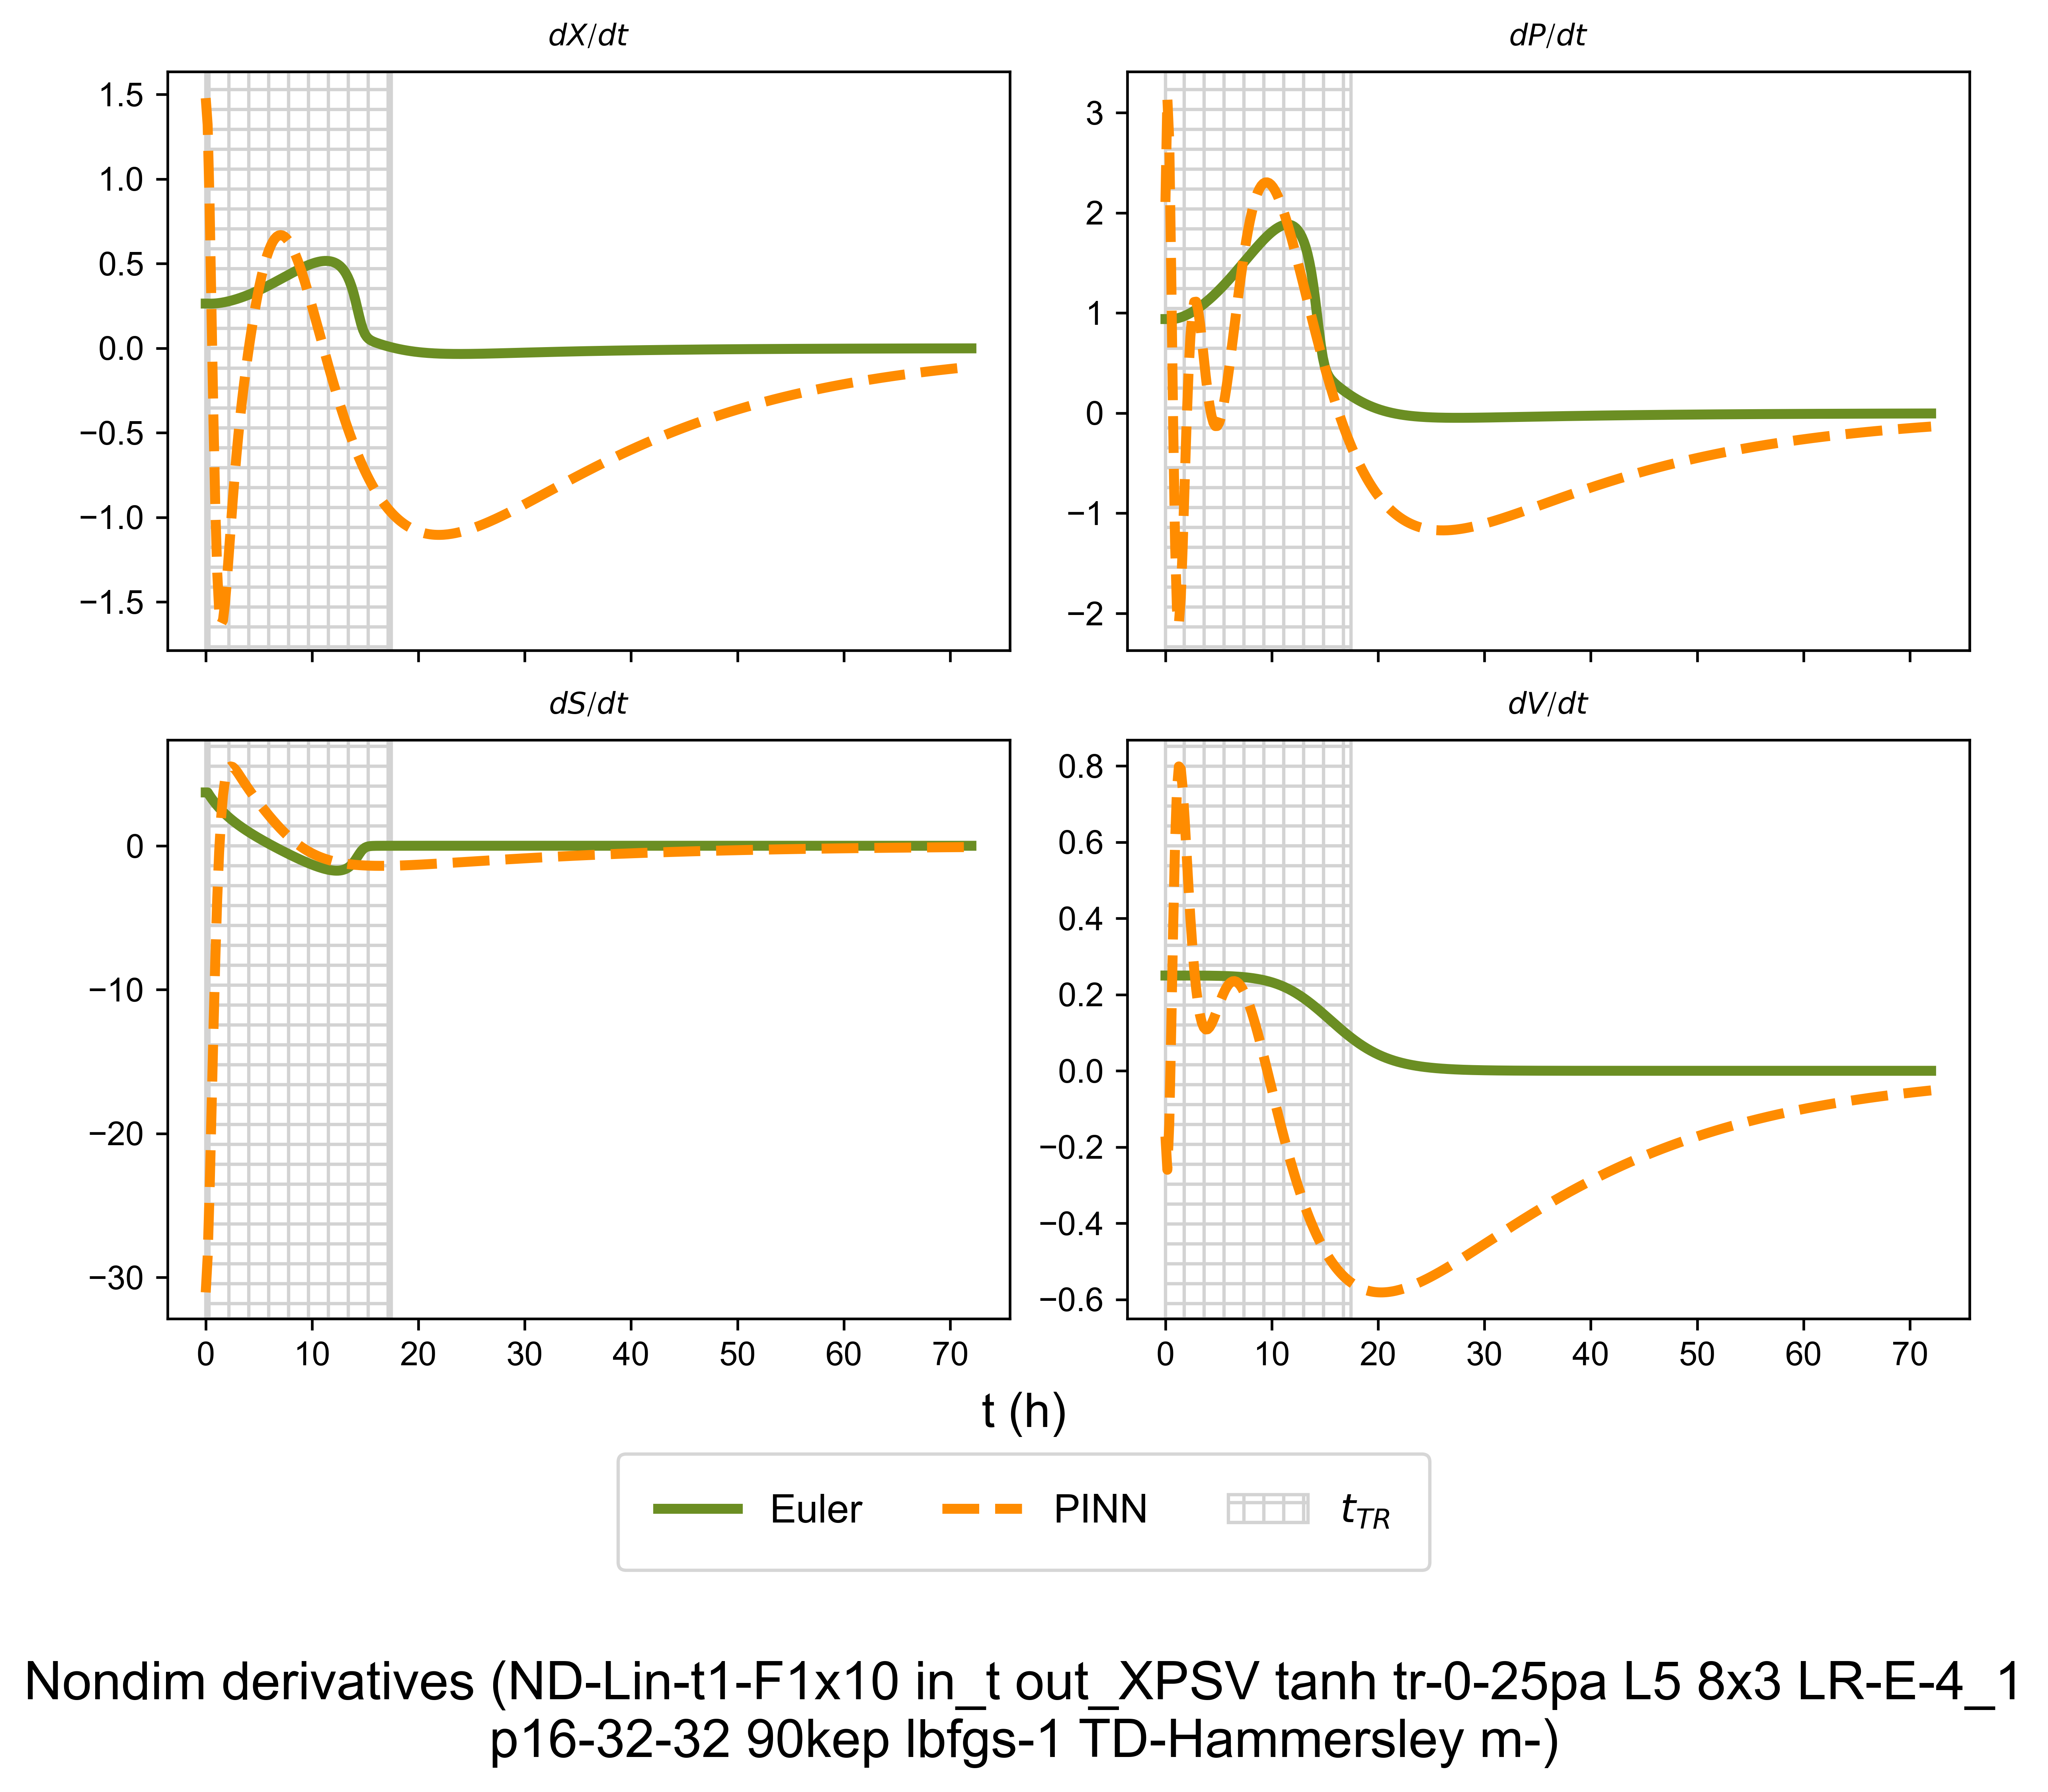 dX/dt
dP/dt
1.5
1.0
0.5
0.0
−0.5
−1.0
−1.5
3
2
1
0
−1
−2
dS/dt
dV/dt
0
−10
−20
−30
0.8
0.6
0.4
0.2
0.0
−0.2
−0.4
−0.6
0 10 20 30 40 50 60 70
0 10 20 30 40 50 60 70
t (h)
Euler PINN t_TR
Nondim derivatives (ND-Lin-t1-F1x10 in_t out_XPSV tanh tr-0-25pa L5 8x3 LR-E-4_1
p16-32-32 90kep lbfgs-1 TD-Hammersley m-)